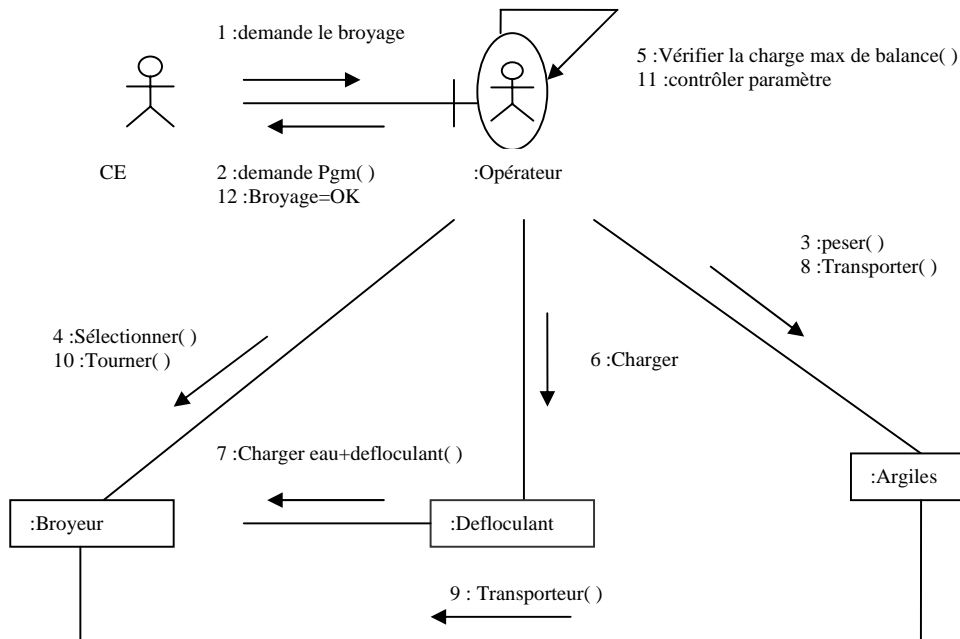 1 :demande le broyage
5 :Vérifier la charge max de balance( )
11 :contrôler paramètre
CE
2 :demande Pgm( )
12 :Broyage=OK
:Opérateur
3 :peser( )
8 :Transporter( )
4 :Sélectionner( )
10 :Tourner( )
6 :Charger
7 :Charger eau+defloculant( )
:Argiles
:Broyeur
:Defloculant
9 : Transporteur( )